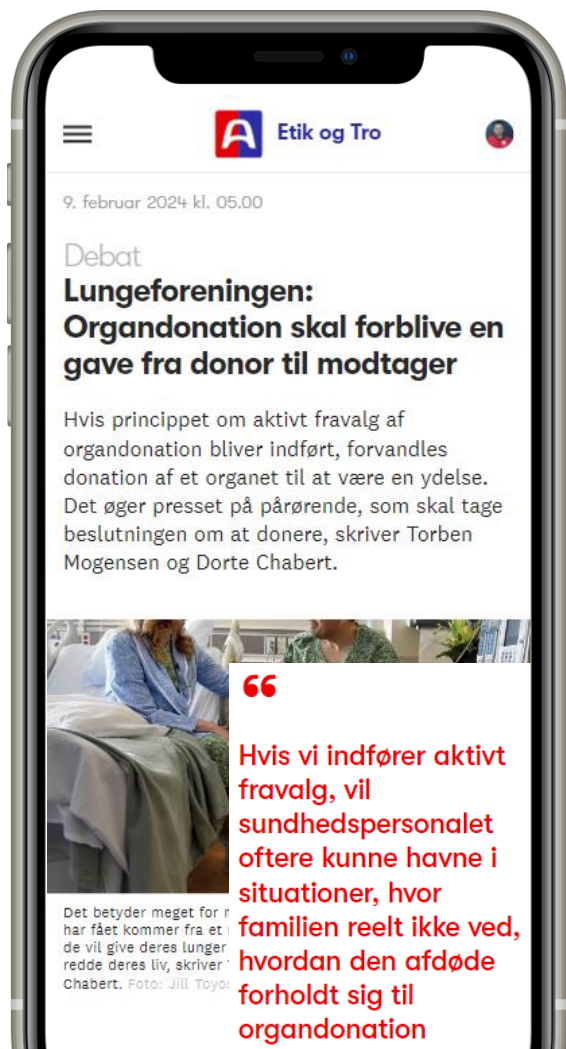 A Etik og Tro
9. februar 2024 kl. 05.00
Debat
Lungeforeningen:
Organdonation skal forblive en
gave fra donor til modtager
Hvis princippet om aktivt fravalg af
organdonation bliver indført, forvandles
donation af et organet til at være en ydelse.
Det øger presset på pårørende, som skal tage
beslutningen om at donere, skriver Torben
Mogensen og Dorte Chabert.
“
Hvis vi indfører aktivt
fravalg, vil
sundhedspersonalet
oftere kunne havne i
situationer, hvor
familien reelt ikke ved,
hvordan den afdøde
forholdt sig til
organdonation
Det betyder meget for
har fået kommer fra et
de vil give deres lunger
redde deres liv, skriver
Chabert. Foto: Jill